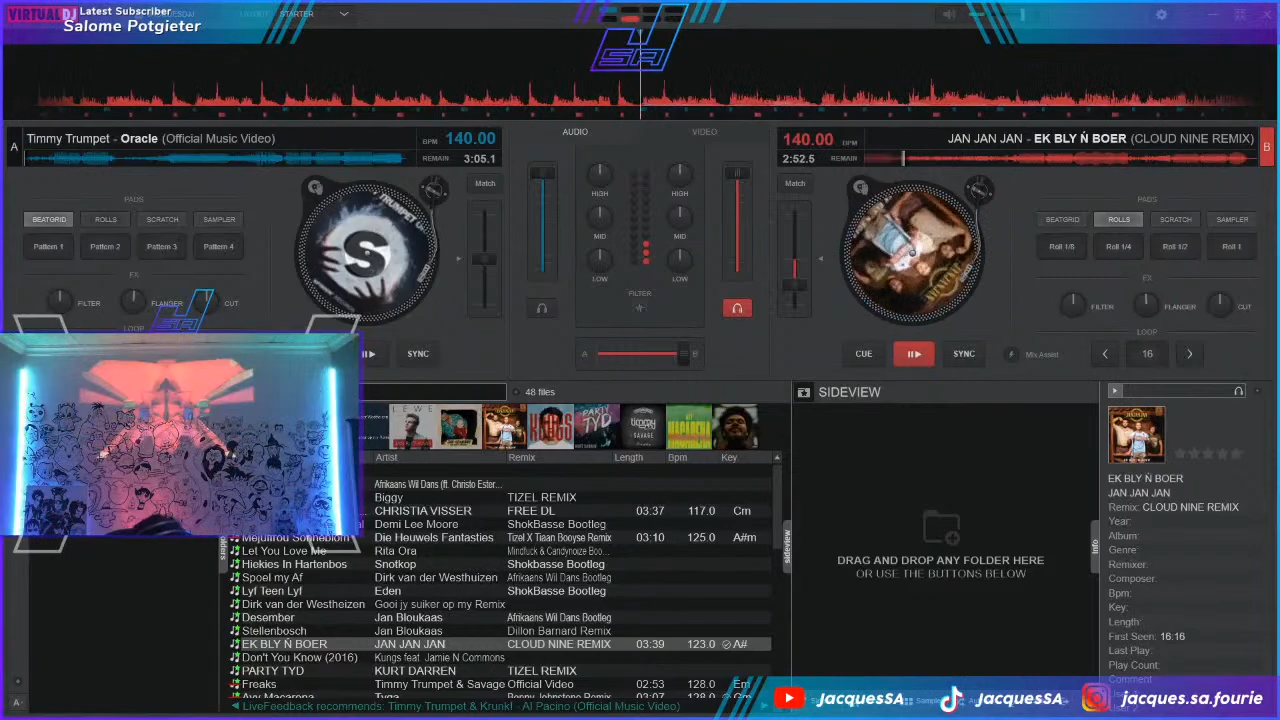 VIRTUALDJ
Latest Subscriber
Salome Potgieter
STARTER
Timmy Trumpet - Oracle (Official Music Video)
BPM 140.00
REMAIN 3:05.1
A
AUDIO
VIDEO
140.00 BPM
2:52.5 REMAIN
JAN JAN JAN - EK BLY Ń BOER (CLOUD NINE REMIX)
B
PADS
BEATGRID ROLLS SCRATCH SAMPLER
Pattern 1 Pattern 2 Pattern 3 Pattern 4
FX
FILTER FLANGER CUT
LOOP
Match
HIGH HIGH
MID MID
LOW LOW
FILTER
A B
Match
PADS
BEATGRID ROLLS SCRATCH SAMPLER
Roll 1/8 Roll 1/4 Roll 1/2 Roll 1
FX
FILTER FLANGER CUT
LOOP
SYNC
CUE SYNC Mix Assist 16
48 files
SIDEVIEW
Artist Remix Length Bpm Key
Afrikaans Wil Dans (ft. Christo Ester...
Biggy TIZEL REMIX
CHRISTIA VISSER FREE DL 03:37 117.0 Cm
Demi Lee Moore ShokBasse Bootleg
Mejuffrou Sonneblom Die Heuwels Fantasties Tizel X Tiaan Booyse Remix 03:10 125.0 A#m
Let You Love Me Rita Ora Mindfuck & Candynoze Boo...
Hiekies In Hartenbos Snotkop Shokbasse Bootleg
Spoel my Af Dirk van der Westhuizen Afrikaans Wil Dans Bootleg
Lyf Teen Lyf Eden ShokBasse Bootleg
Dirk van der Westheizen Gooi jy suiker op my Remix
Desember Jan Bloukaas Afrikaans Wil Dans Bootleg
Stellenbosch Jan Bloukaas Dillon Barnard Remix
EK BLY Ń BOER JAN JAN JAN CLOUD NINE REMIX 03:39 123.0 A#
Don't You Know (2016) Kungs feat. Jamie N Commons
PARTY TYD KURT DARREN TIZEL REMIX
Freaks Timmy Trumpet & Savage Official Video 02:53 128.0 Em
LiveFeedback recommends: Timmy Trumpet & Krunk! - Al Pacino (Official Music Video)
sideview
DRAG AND DROP ANY FOLDER HERE
OR USE THE BUTTONS BELOW
info
EK BLY Ń BOER
JAN JAN JAN
Remix: CLOUD NINE REMIX
Year:
Album:
Genre:
Remixer:
Composer:
Bpm:
Key:
Length:
First Seen: 16:16
Last Play:
Play Count:
Comment
JacquesSA
JacquesSA
jacques.sa.fourie